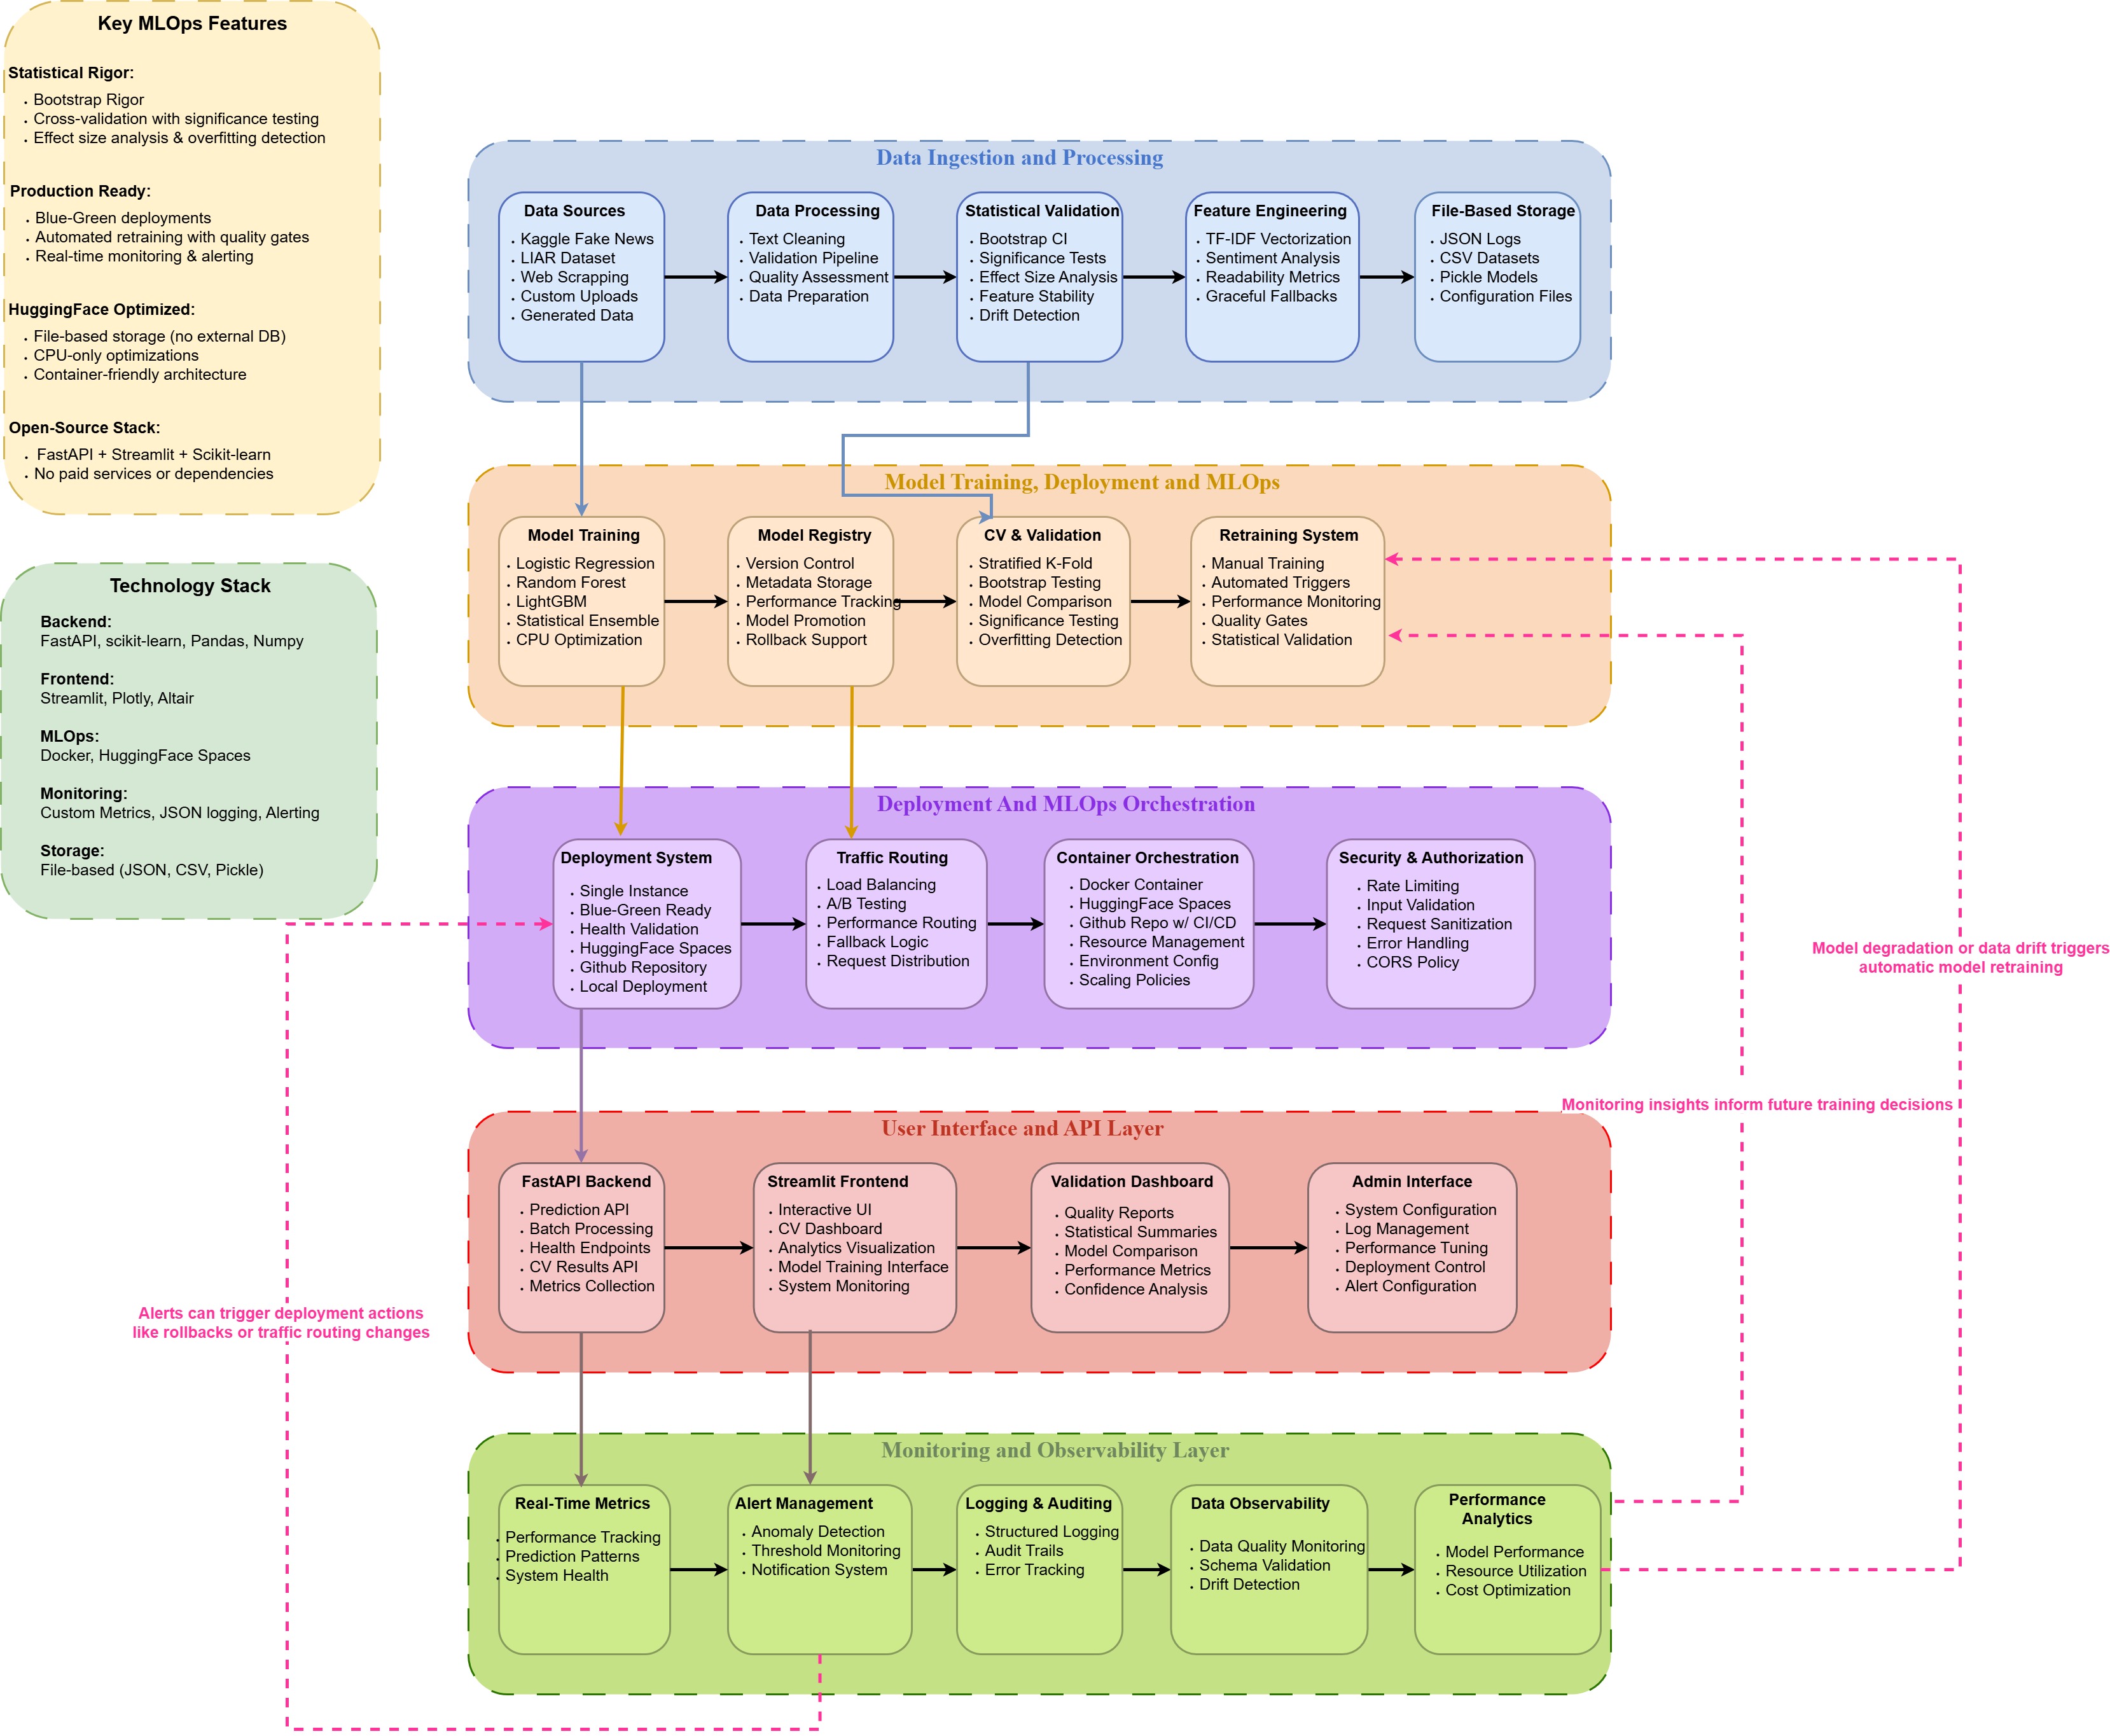 Key MLOps Features
Statistical Rigor:
Bootstrap Rigor
Cross-validation with significance testing
Effect size analysis & overfitting detection
Production Ready:
Blue-Green deployments
Automated retraining with quality gates
Real-time monitoring & alerting
HuggingFace Optimized:
File-based storage (no external DB)
CPU-only optimizations
Container-friendly architecture
Open-Source Stack:
FastAPI + Streamlit + Scikit-learn
No paid services or dependencies
Technology Stack
Backend:
FastAPI, scikit-learn, Pandas, Numpy
Frontend:
Streamlit, Plotly, Altair
MLOps:
Docker, HuggingFace Spaces
Monitoring:
Custom Metrics, JSON logging, Alerting
Storage:
File-based (JSON, CSV, Pickle)
Data Ingestion and Processing
Data Sources
Kaggle Fake News
LIAR Dataset
Web Scrapping
Custom Uploads
Generated Data
Data Processing
Text Cleaning
Validation Pipeline
Quality Assessment
Data Preparation
Statistical Validation
Bootstrap CI
Significance Tests
Effect Size Analysis
Feature Stability
Drift Detection
Feature Engineering
TF-IDF Vectorization
Sentiment Analysis
Readability Metrics
Graceful Fallbacks
File-Based Storage
JSON Logs
CSV Datasets
Pickle Models
Configuration Files
Model Training, Deployment and MLOps
Model Training
Logistic Regression
Random Forest
LightGBM
Statistical Ensemble
CPU Optimization
Model Registry
Version Control
Metadata Storage
Performance Tracking
Model Promotion
Rollback Support
CV & Validation
Stratified K-Fold
Bootstrap Testing
Model Comparison
Significance Testing
Overfitting Detection
Retraining System
Manual Training
Automated Triggers
Performance Monitoring
Quality Gates
Statistical Validation
Deployment And MLOps Orchestration
Deployment System
Single Instance
Blue-Green Ready
Health Validation
HuggingFace Spaces
Github Repository
Local Deployment
Traffic Routing
Load Balancing
A/B Testing
Performance Routing
Fallback Logic
Request Distribution
Container Orchestration
Docker Container
HuggingFace Spaces
Github Repo w/ CI/CD
Resource Management
Environment Config
Scaling Policies
Security & Authorization
Rate Limiting
Input Validation
Request Sanitization
Error Handling
CORS Policy
Model degradation or data drift triggers
automatic model retraining
Monitoring insights inform future training decisions
User Interface and API Layer
FastAPI Backend
Prediction API
Batch Processing
Health Endpoints
CV Results API
Metrics Collection
Streamlit Frontend
Interactive UI
CV Dashboard
Analytics Visualization
Model Training Interface
System Monitoring
Validation Dashboard
Quality Reports
Statistical Summaries
Model Comparison
Performance Metrics
Confidence Analysis
Admin Interface
System Configuration
Log Management
Performance Tuning
Deployment Control
Alert Configuration
Alerts can trigger deployment actions
like rollbacks or traffic routing changes
Monitoring and Observability Layer
Real-Time Metrics
Performance Tracking
Prediction Patterns
System Health
Alert Management
Anomaly Detection
Threshold Monitoring
Notification System
Logging & Auditing
Structured Logging
Audit Trails
Error Tracking
Data Observability
Data Quality Monitoring
Schema Validation
Drift Detection
Performance
Analytics
Model Performance
Resource Utilization
Cost Optimization